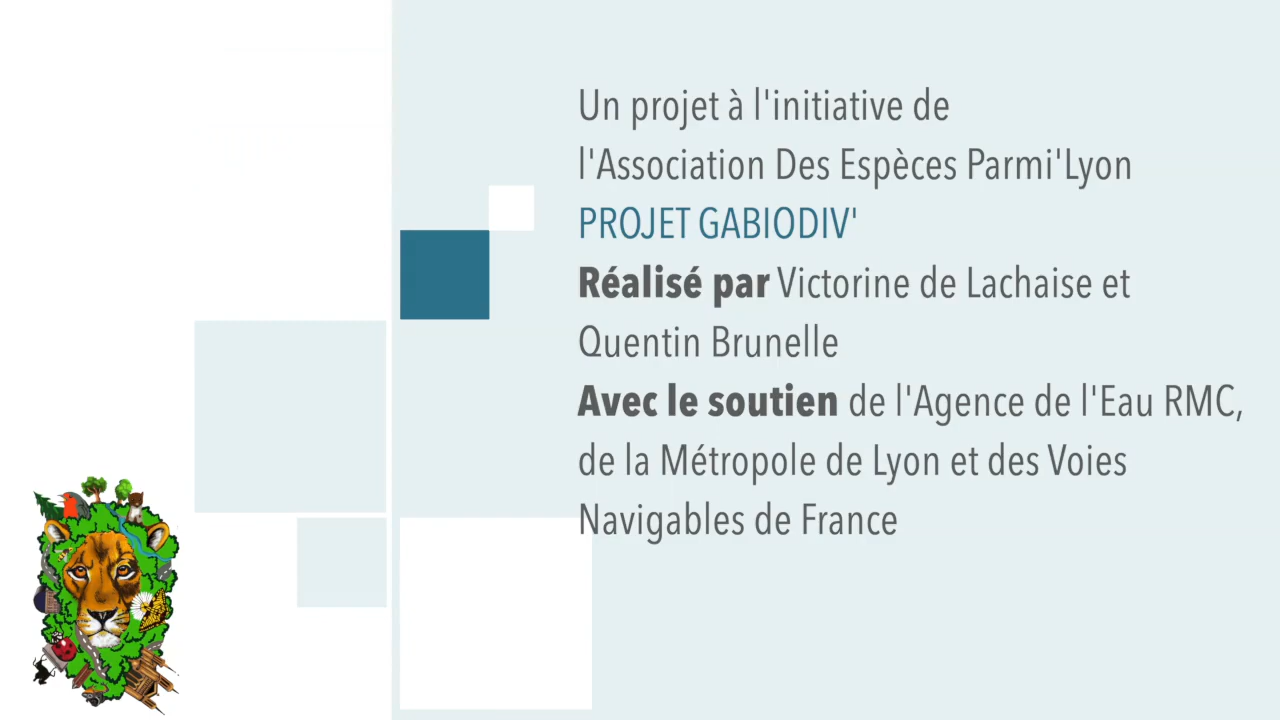 Un projet à l'initiative de
l'Association Des Espèces Parmi'Lyon
PROJET GABIODIV'
Réalisé par Victorine de Lachaise et
Quentin Brunelle
Avec le soutien de l'Agence de l'Eau RMC,
de la Métropole de Lyon et des Voies
Navigables de France